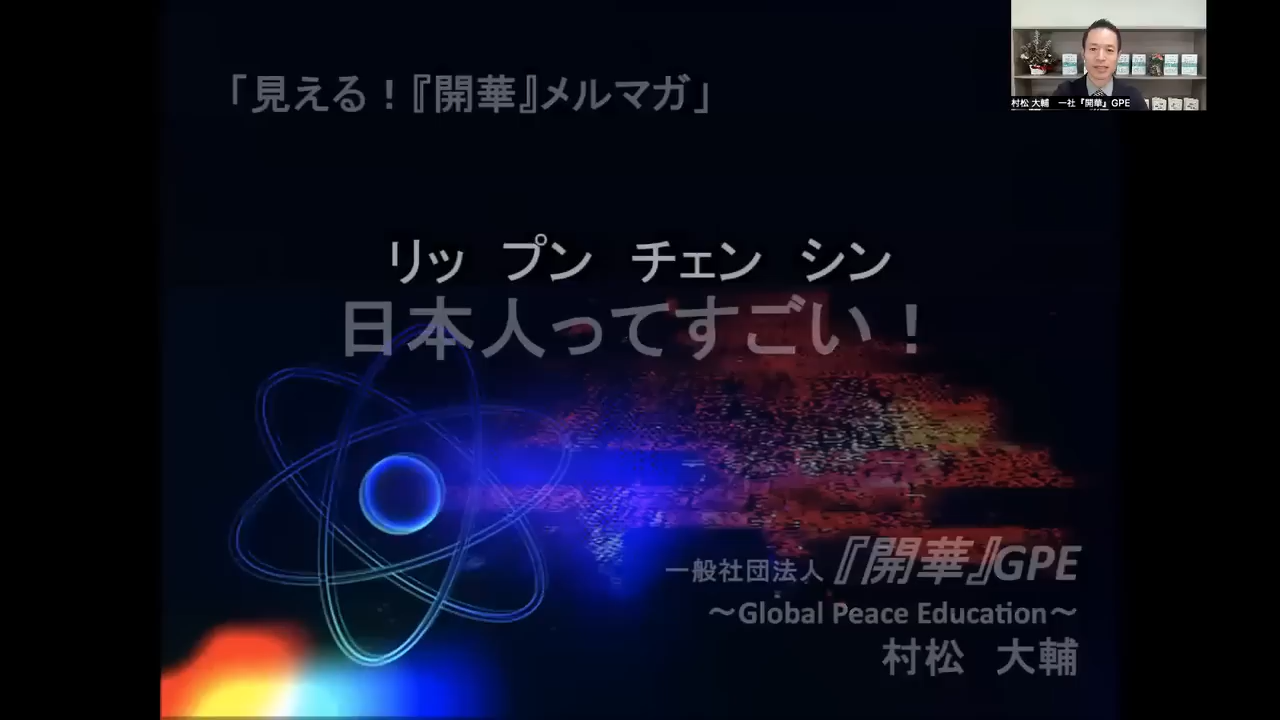 「見える！『開華』メルマガ」
村松 大輔　一社『開華』GPE
リッ　プン　チェン　シン
日本人ってすごい！
一般社団法人『開華』GPE
～Global Peace Education～
村松　大輔